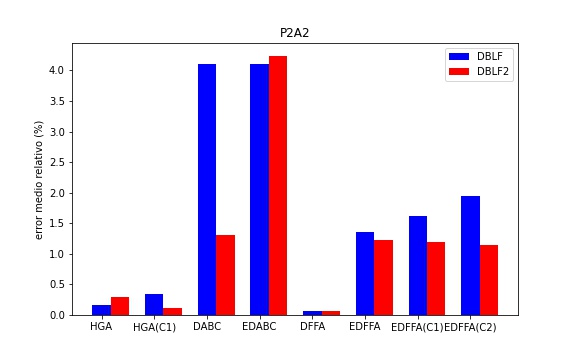 P2A2
DBLF
DBLF2
error medio relativo (%)
4.0
3.5
3.0
2.5
2.0
1.5
1.0
0.5
0.0
HGA HGA(C1) DABC EDABC DFFA EDFFA EDFFA(C1) EDFFA(C2)